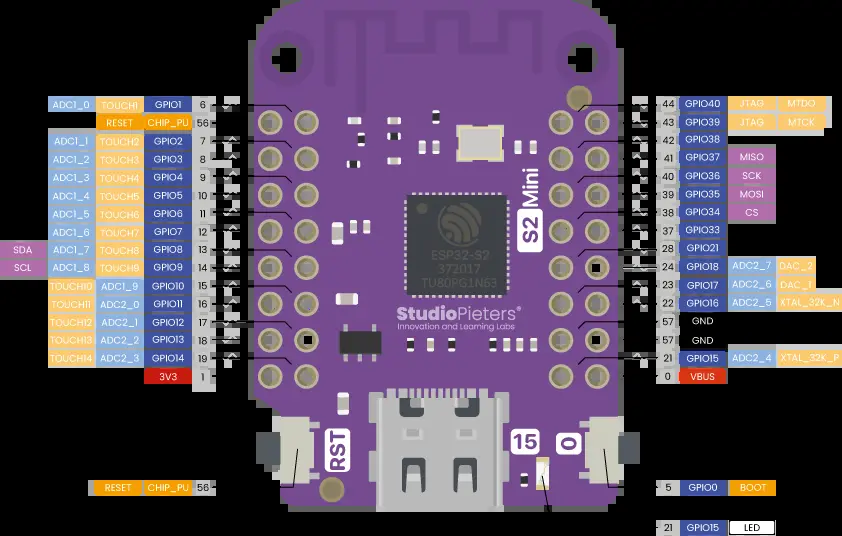 ADC1_0 TOUCH1 GPIO1 6
RESET CHIP_PU 56
ADC1_1 TOUCH2 GPIO2 7
ADC1_2 TOUCH3 GPIO3 8
ADC1_3 TOUCH4 GPIO4 9
ADC1_4 TOUCH5 GPIO5 10
ADC1_5 TOUCH6 GPIO6 11
ADC1_6 TOUCH7 GPIO7 12
SDA ADC1_7 TOUCH8 GPIO8 13
SCL ADC1_8 TOUCH9 GPIO9 14
TOUCH10 ADC1_9 GPIO10 15
TOUCH11 ADC2_0 GPIO11 16
TOUCH12 ADC2_1 GPIO12 17
TOUCH13 ADC2_2 GPIO13 18
TOUCH14 ADC2_3 GPIO14 19
3V3 1
RESET CHIP_PU 56
S2 Mini
ESP32-S2
372017
TU80PG1N63
StudioPieters®
Innovation and Learning Labs
RST
15
0
44 GPIO40 JTAG MTDO
43 GPIO39 JTAG MTCK
42 GPIO38
41 GPIO37 MISO
40 GPIO36 SCK
39 GPIO35 MOSI
38 GPIO34 CS
37 GPIO33
28 GPIO21
24 GPIO18 ADC2_7 DAC_2
23 GPIO17 ADC2_6 DAC_1
22 GPIO16 ADC2_5 XTAL_32K_N
57 GND
57 GND
21 GPIO15 ADC2_4 XTAL_32K_P
0 VBUS
5 GPIO0 BOOT
21 GPIO15 LED